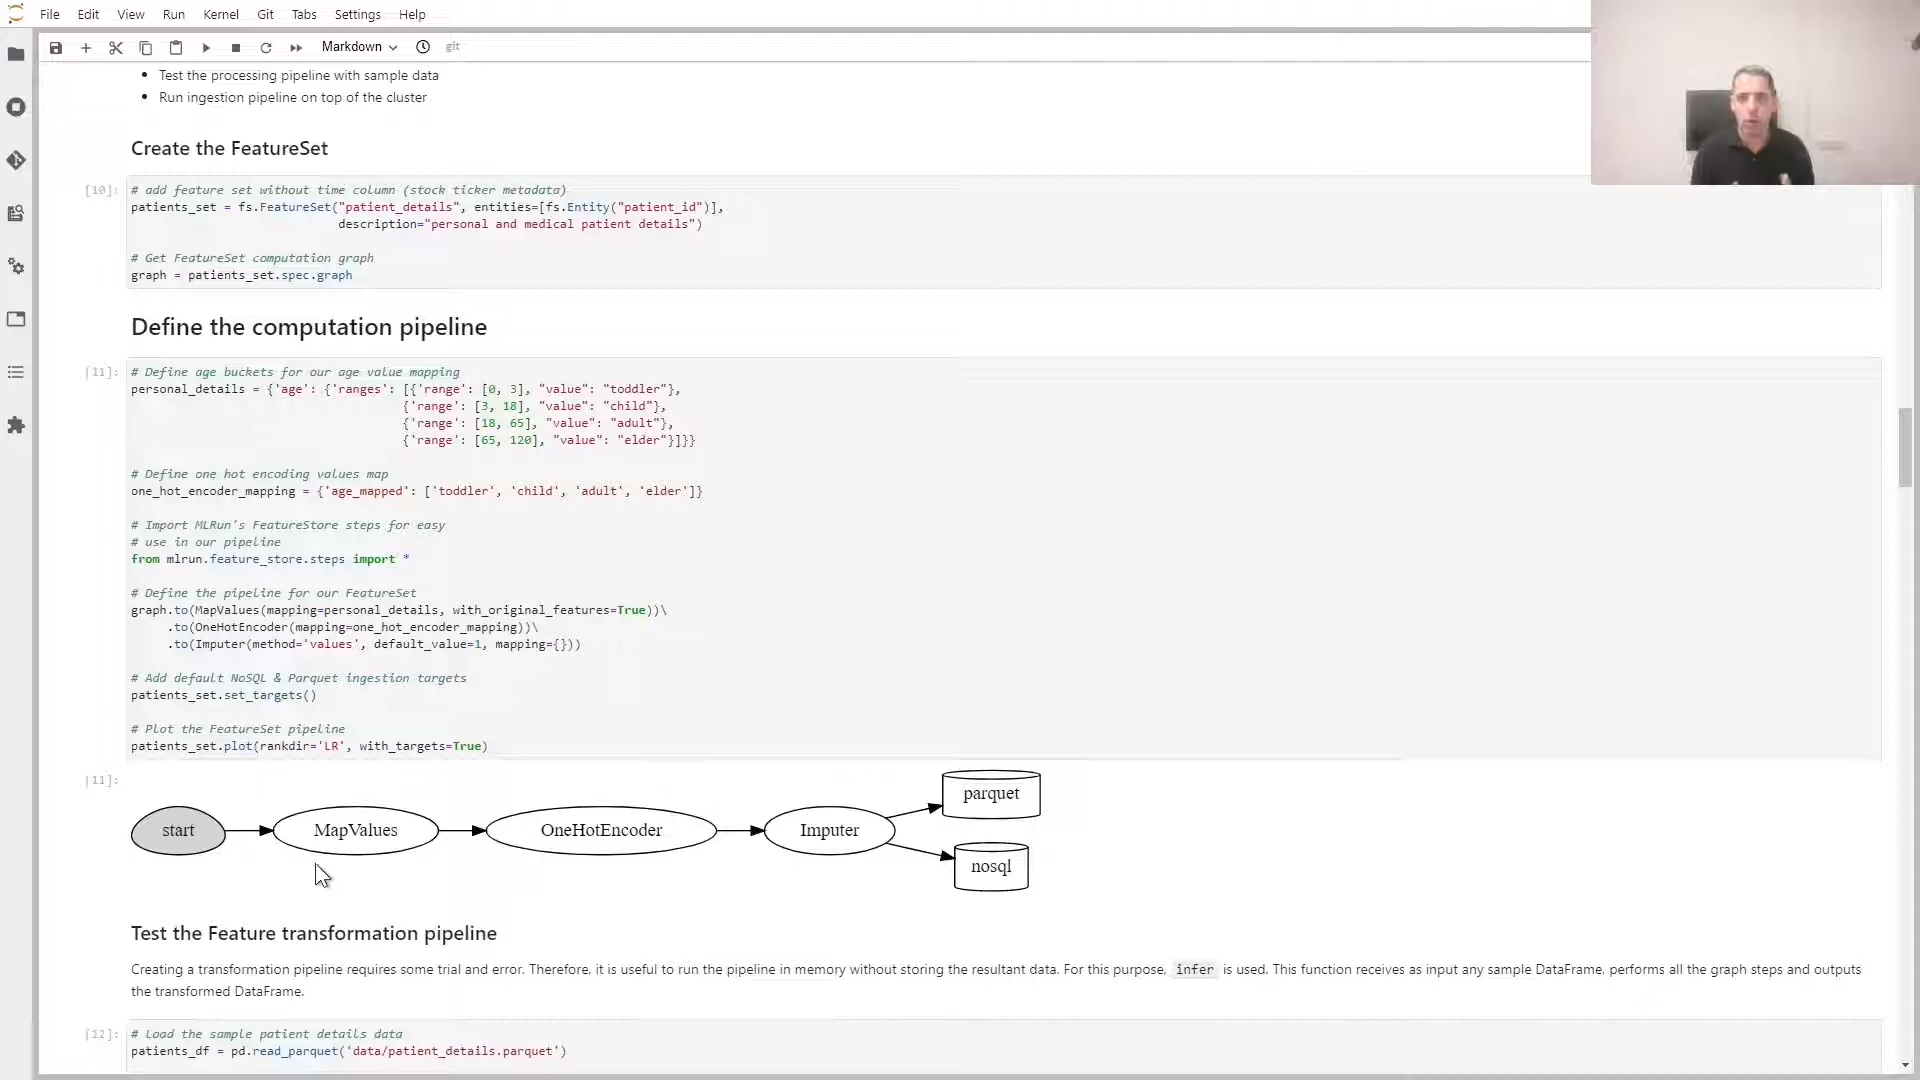 File Edit View Run Kernel Git Tabs Settings Help
Markdown git
Test the processing pipeline with sample data
Run ingestion pipeline on top of the cluster
Create the FeatureSet
[10]:
# add feature set without time column (stock ticker metadata)
patients_set = fs.FeatureSet("patient_details", entities=[fs.Entity("patient_id")],
description="personal and medical patient details")
# Get FeatureSet computation graph
graph = patients_set.spec.graph
Define the computation pipeline
[11]:
# Define age buckets for our age value mapping
personal_details = {'age': {'ranges': [{'range': [0, 3], "value": "toddler"},
{'range': [3, 18], "value": "child"},
{'range': [18, 65], "value": "adult"},
{'range': [65, 120], "value": "elder"}]}}
# Define one hot encoding values map
one_hot_encoder_mapping = {'age_mapped': ['toddler', 'child', 'adult', 'elder']}
# Import MLRun's FeatureStore steps for easy
# use in our pipeline
from mlrun.feature_store.steps import *
# Define the pipeline for our FeatureSet
graph.to(MapValues(mapping=personal_details, with_original_features=True))\
.to(OneHotEncoder(mapping=one_hot_encoder_mapping))\
.to(Imputer(method='values', default_value=1, mapping={}))
# Add default NoSQL & Parquet ingestion targets
patients_set.set_targets()
# Plot the FeatureSet pipeline
patients_set.plot(rankdir='LR', with_targets=True)
[11]:
start MapValues OneHotEncoder Imputer parquet
nosql
Test the Feature transformation pipeline
Creating a transformation pipeline requires some trial and error. Therefore, it is useful to run the pipeline in memory without storing the resultant data. For this purpose, infer is used. This function receives as input any sample DataFrame, performs all the graph steps and outputs
the transformed DataFrame.
[12]:
# Load the sample patient details data
patients_df = pd.read_parquet('data/patient_details.parquet')